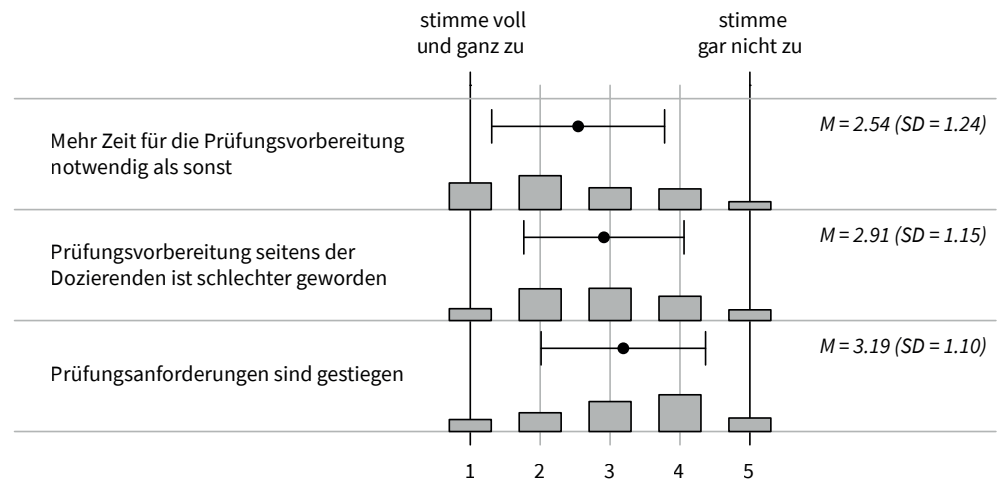 stimme voll
und ganz zu
stimme
gar nicht zu
Mehr Zeit für die Prüfungsvorbereitung
notwendig als sonst
M = 2.54 (SD = 1.24)
Prüfungsvorbereitung seitens der
Dozierenden ist schlechter geworden
M = 2.91 (SD = 1.15)
Prüfungsanforderungen sind gestiegen
M = 3.19 (SD = 1.10)
1 2 3 4 5